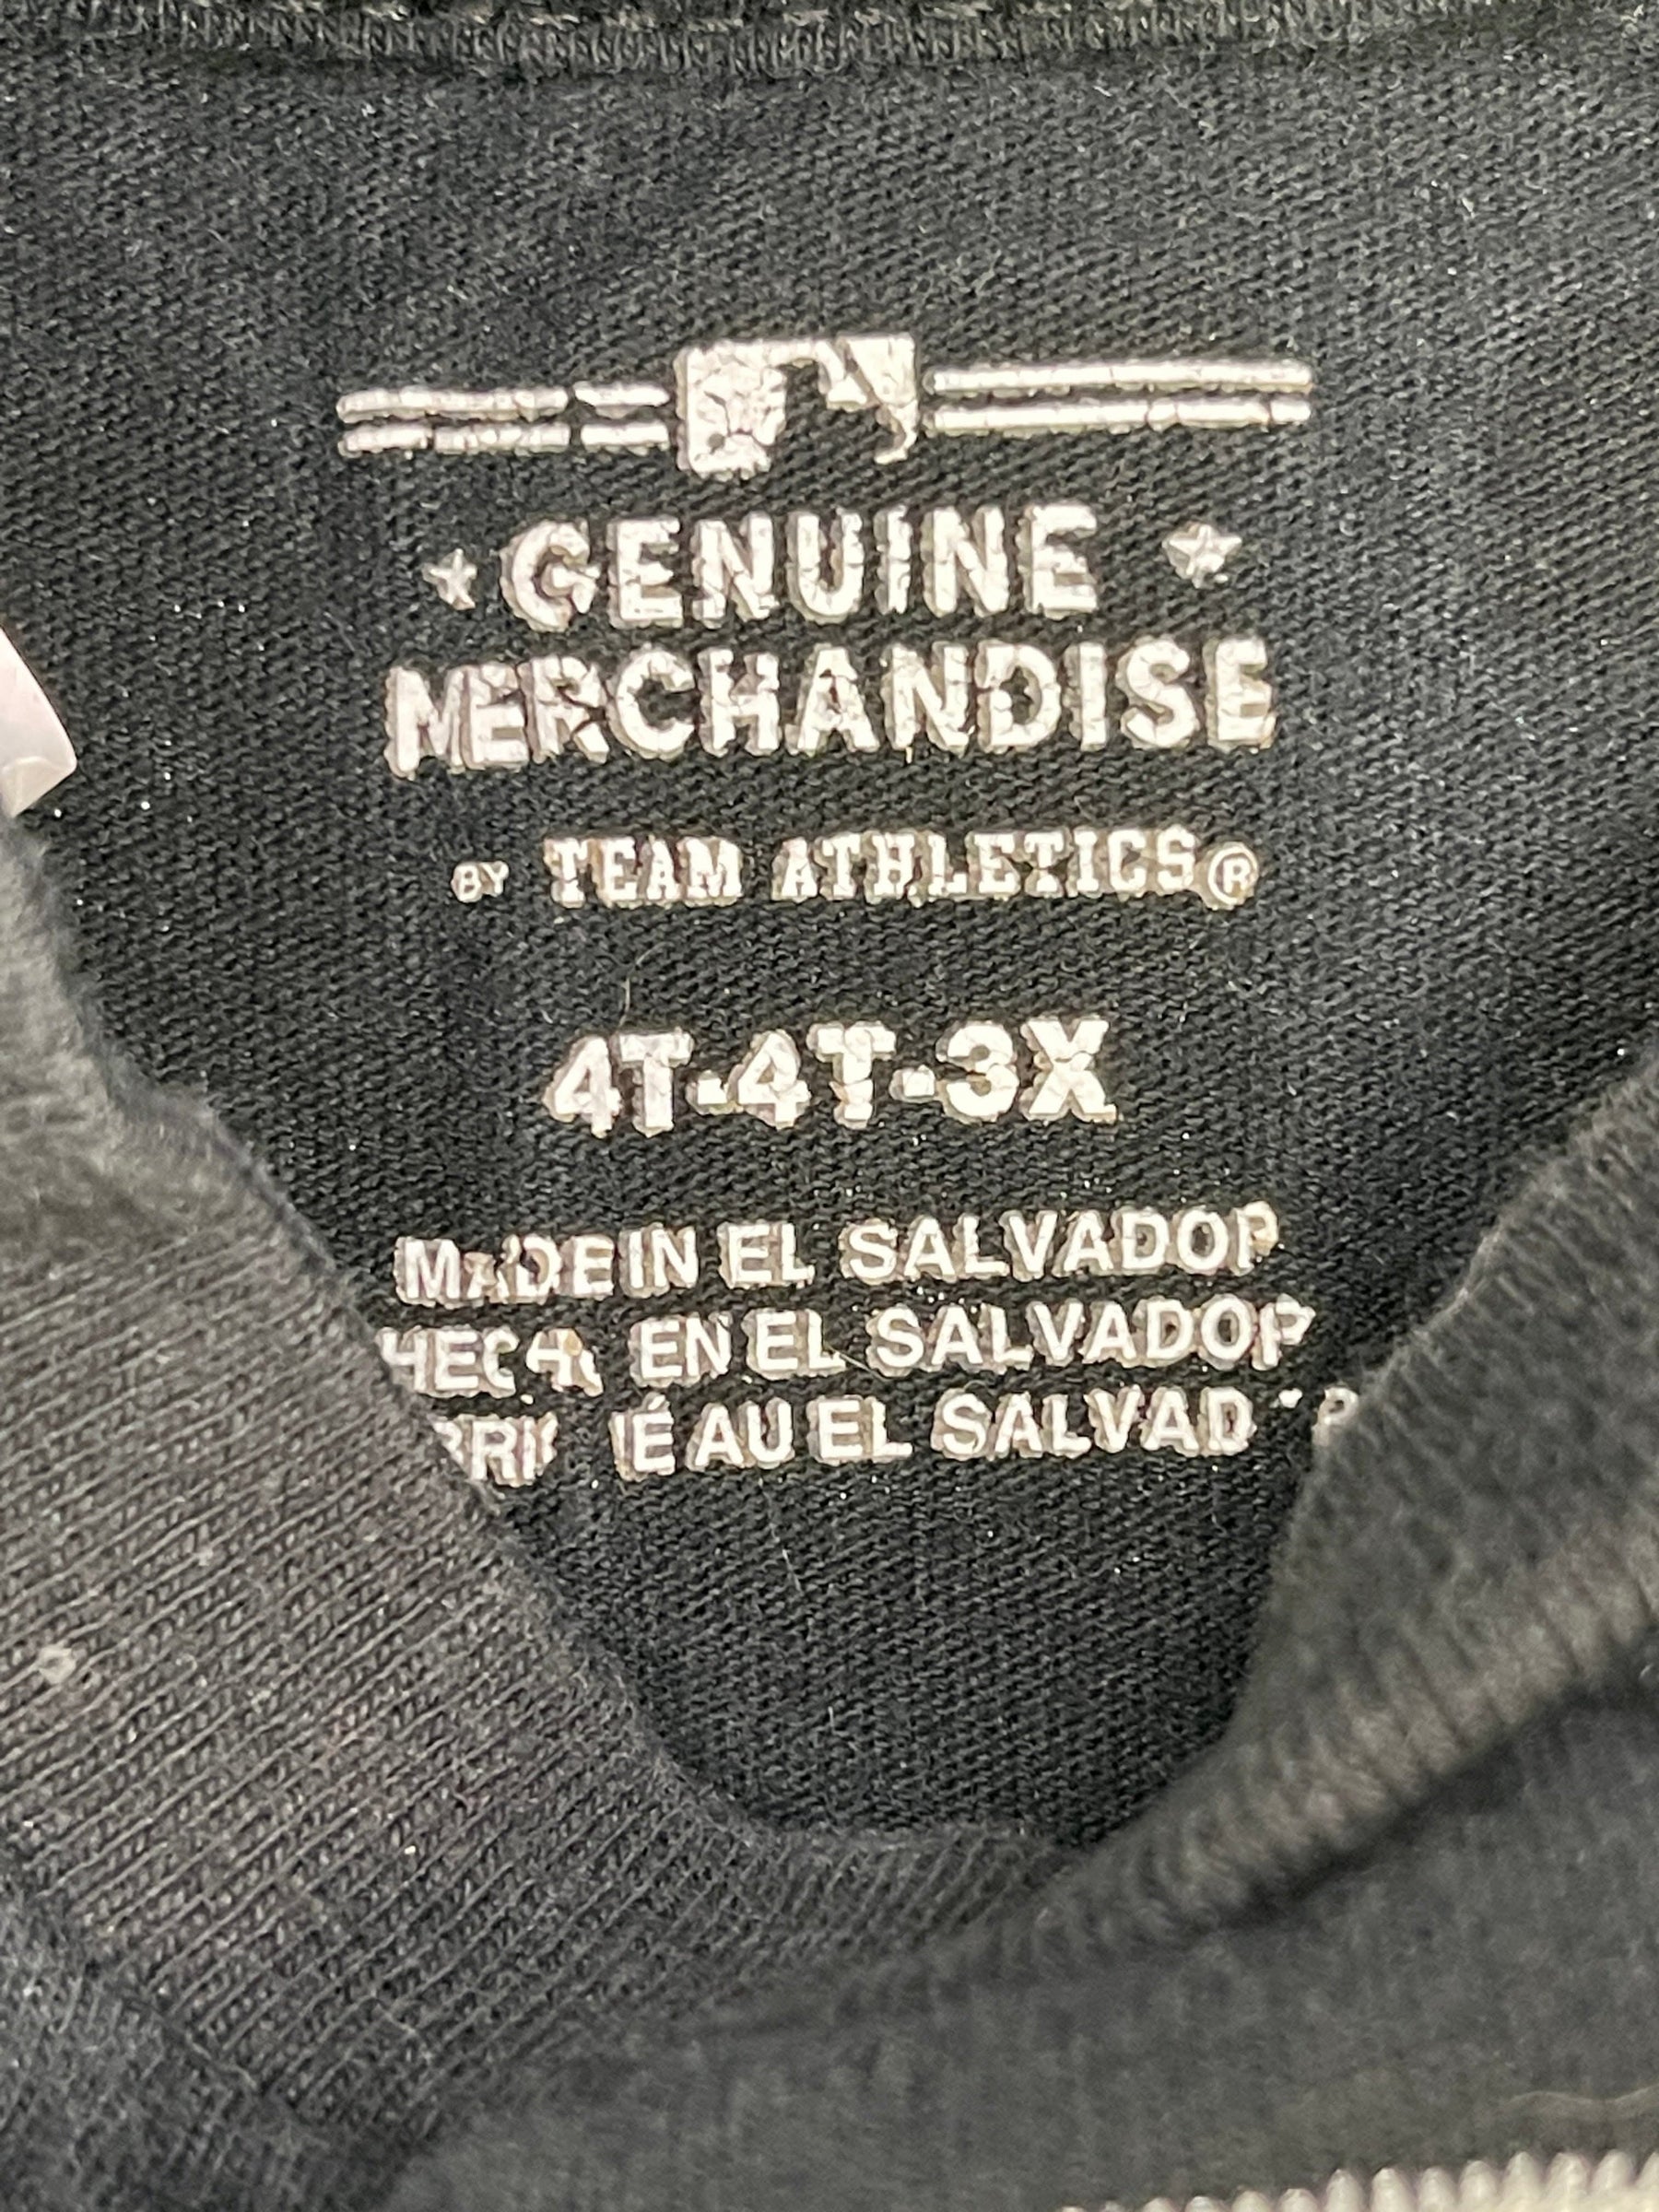 GENUINE
MERCHANDISE
BY TEAM ATHLETICS®
4T-4T-3X
MADE IN EL SALVADOR
EN EL SALVADOR
AU EL SALVAD R